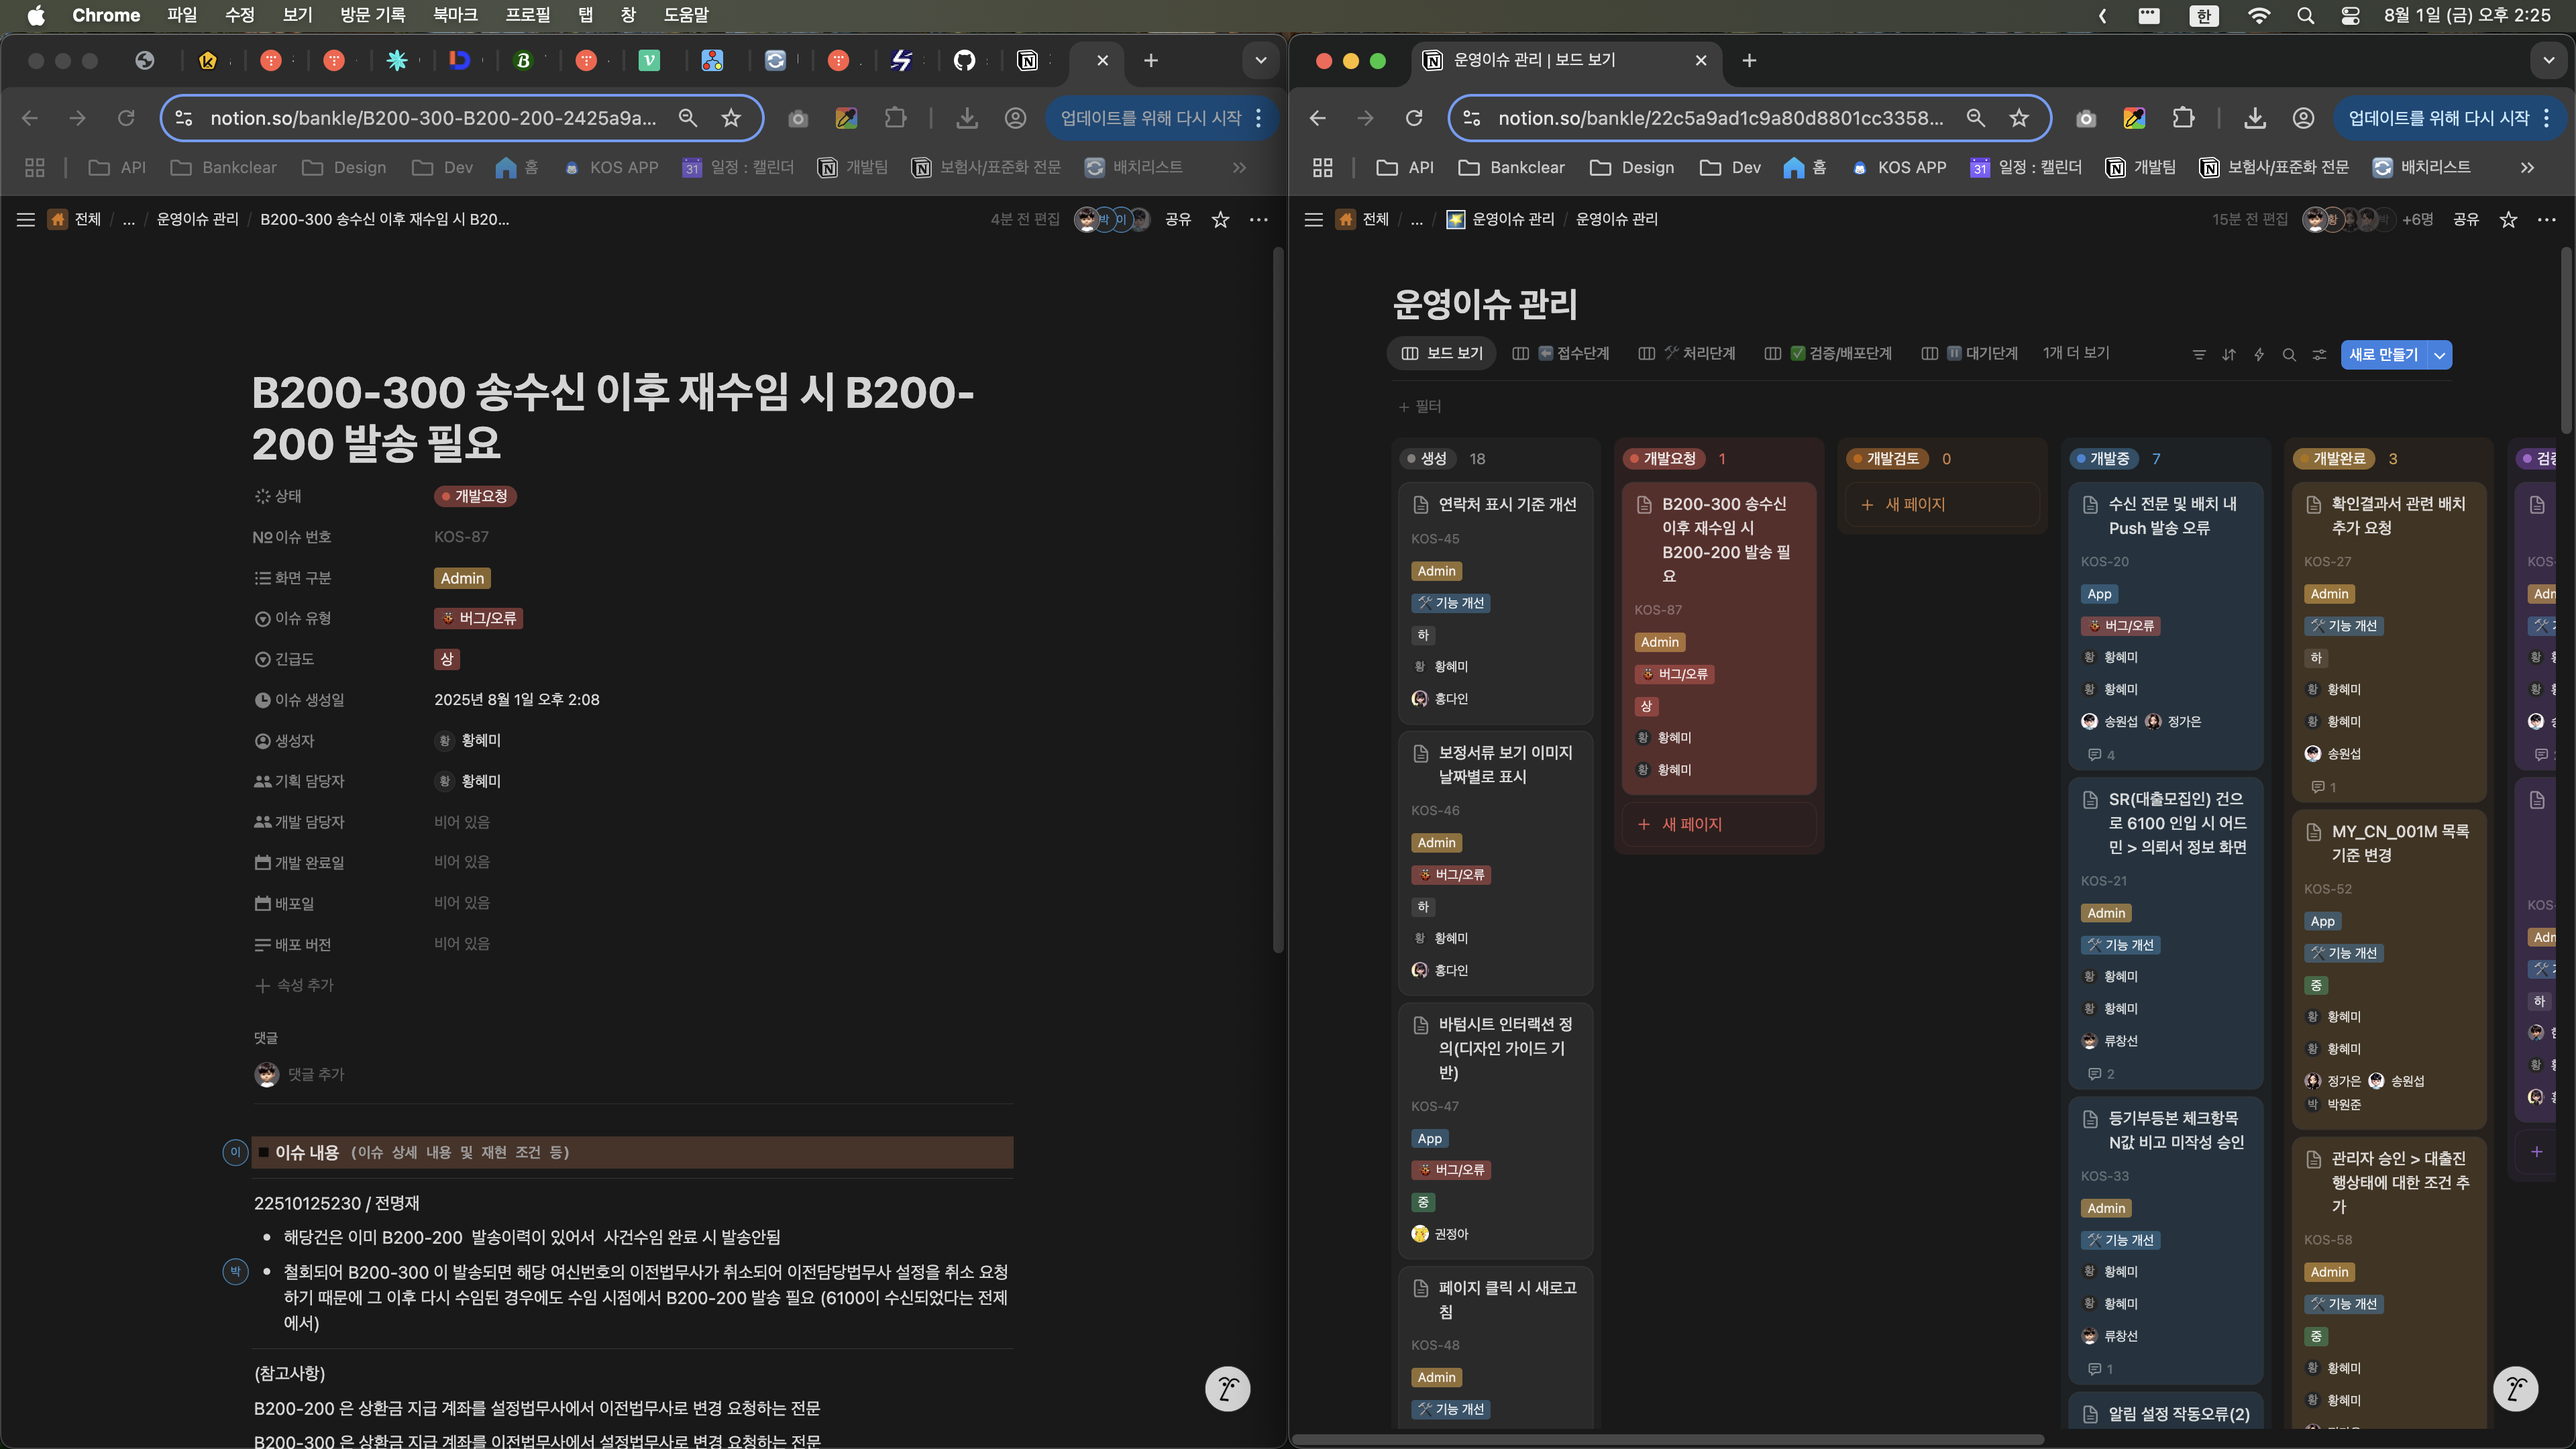 Chrome 파일 수정 보기 방문 기록 북마크 프로필 탭 창 도움말
한 8월 1일 (금) 오후 2:25
notion.so/bankle/B200-300-B200-200-2425a9a...
업데이트를 위해 다시 시작
API Bankclear Design Dev 홈 KOS APP 일정 : 캘린더 개발팀 보험사/표준화 전문 배치리스트
전체 / ... / 운영이슈 관리 / B200-300 송수신 이후 재수임 시 B20...
4분 전 편집 박 이 공유
B200-300 송수신 이후 재수임 시 B200-
200 발송 필요
상태 개발요청
이슈 번호 KOS-87
화면 구분 Admin
이슈 유형 버그/오류
긴급도 상
이슈 생성일 2025년 8월 1일 오후 2:08
생성자 황 황혜미
기획 담당자 황 황혜미
개발 담당자 비어 있음
개발 완료일 비어 있음
배포일 비어 있음
배포 버전 비어 있음
속성 추가
댓글
댓글 추가
이 이슈 내용 (이슈 상세 내용 및 재현 조건 등)
22510125230 / 전명재
해당건은 이미 B200-200 발송이력이 있어서 사건수임 완료 시 발송안됨
박 철회되어 B200-300 이 발송되면 해당 여신번호의 이전법무사가 취소되어 이전담당법무사 설정을 취소 요청
하기 때문에 그 이후 다시 수임된 경우에도 수임 시점에서 B200-200 발송 필요 (6100이 수신되었다는 전제
에서)
(참고사항)
B200-200 은 상환금 지급 계좌를 설정법무사에서 이전법무사로 변경 요청하는 전문
B200-300 은 상환금 지급 계좌를 이전법무사에서 설정법무사로 변경 요청하는 전문
운영이슈 관리 | 보드 보기
notion.so/bankle/22c5a9ad1c9a80d8801cc3358...
업데이트를 위해 다시 시작
API Bankclear Design Dev 홈 KOS APP 일정 : 캘린더 개발팀 보험사/표준화 전문 배치리스트
전체 / ... / 운영이슈 관리 / 운영이슈 관리
15분 전 편집 황 박 +6명 공유
운영이슈 관리
보드 보기 접수단계 처리단계 검증/배포단계 대기단계 1개 더 보기
새로 만들기
+ 필터
생성 18
연락처 표시 기준 개선
KOS-45
Admin
기능 개선
하
황 황혜미
홍다인
보정서류 보기 이미지
날짜별로 표시
KOS-46
Admin
버그/오류
하
황 황혜미
홍다인
바텀시트 인터랙션 정
의(디자인 가이드 기
반)
KOS-47
App
버그/오류
중
권정아
페이지 클릭 시 새로고
침
KOS-48
Admin
기능 개선
개발요청 1
B200-300 송수신
이후 재수임 시
B200-200 발송 필
요
KOS-87
Admin
버그/오류
상
황 황혜미
황 황혜미
+ 새 페이지
개발검토 0
+ 새 페이지
개발중 7
수신 전문 및 배치 내
Push 발송 오류
KOS-20
App
버그/오류
황 황혜미
황 황혜미
송원섭 정가은
4
SR(대출모집인) 건으
로 6100 인입 시 어드
민 > 의뢰서 정보 화면
KOS-21
Admin
기능 개선
황 황혜미
황 황혜미
류창선
2
등기부등본 체크항목
N값 비고 미작성 승인
KOS-33
Admin
기능 개선
황 황혜미
황 황혜미
류창선
1
알림 설정 작동오류(2)
개발완료 3
확인결과서 관련 배치
추가 요청
KOS-27
Admin
기능 개선
하
황 황혜미
황 황혜미
송원섭
1
MY_CN_001M 목록
기준 변경
KOS-52
App
기능 개선
중
황 황혜미
황 황혜미
정가은 송원섭
박 박원준
관리자 승인 > 대출진
행상태에 대한 조건 추
가
KOS-58
Admin
기능 개선
중
황 황혜미
황 황혜미
KOS-
황
황
KOS-
하
황